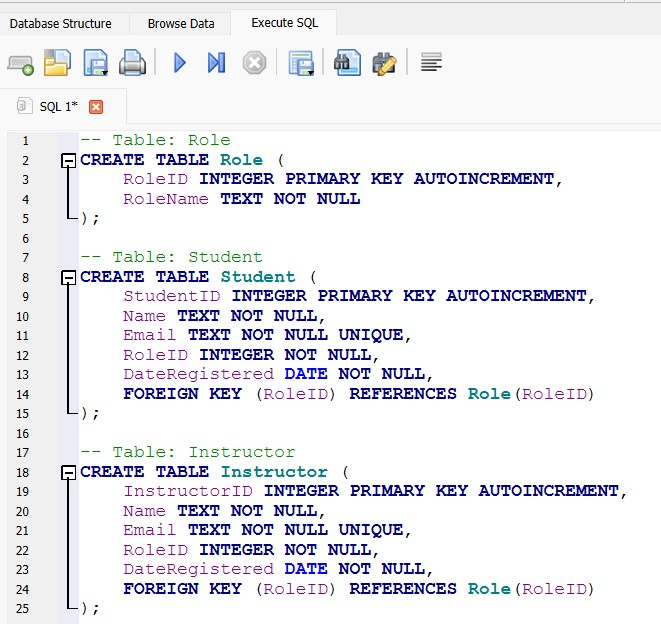 Database Structure Browse Data Execute SQL
SQL 1*
1 -- Table: Role
2 CREATE TABLE Role (
3 RoleID INTEGER PRIMARY KEY AUTOINCREMENT,
4 RoleName TEXT NOT NULL
5 );
6
7 -- Table: Student
8 CREATE TABLE Student (
9 StudentID INTEGER PRIMARY KEY AUTOINCREMENT,
10 Name TEXT NOT NULL,
11 Email TEXT NOT NULL UNIQUE,
12 RoleID INTEGER NOT NULL,
13 DateRegistered DATE NOT NULL,
14 FOREIGN KEY (RoleID) REFERENCES Role(RoleID)
15 );
16
17 -- Table: Instructor
18 CREATE TABLE Instructor (
19 InstructorID INTEGER PRIMARY KEY AUTOINCREMENT,
20 Name TEXT NOT NULL,
21 Email TEXT NOT NULL UNIQUE,
22 RoleID INTEGER NOT NULL,
23 DateRegistered DATE NOT NULL,
24 FOREIGN KEY (RoleID) REFERENCES Role(RoleID)
25 );